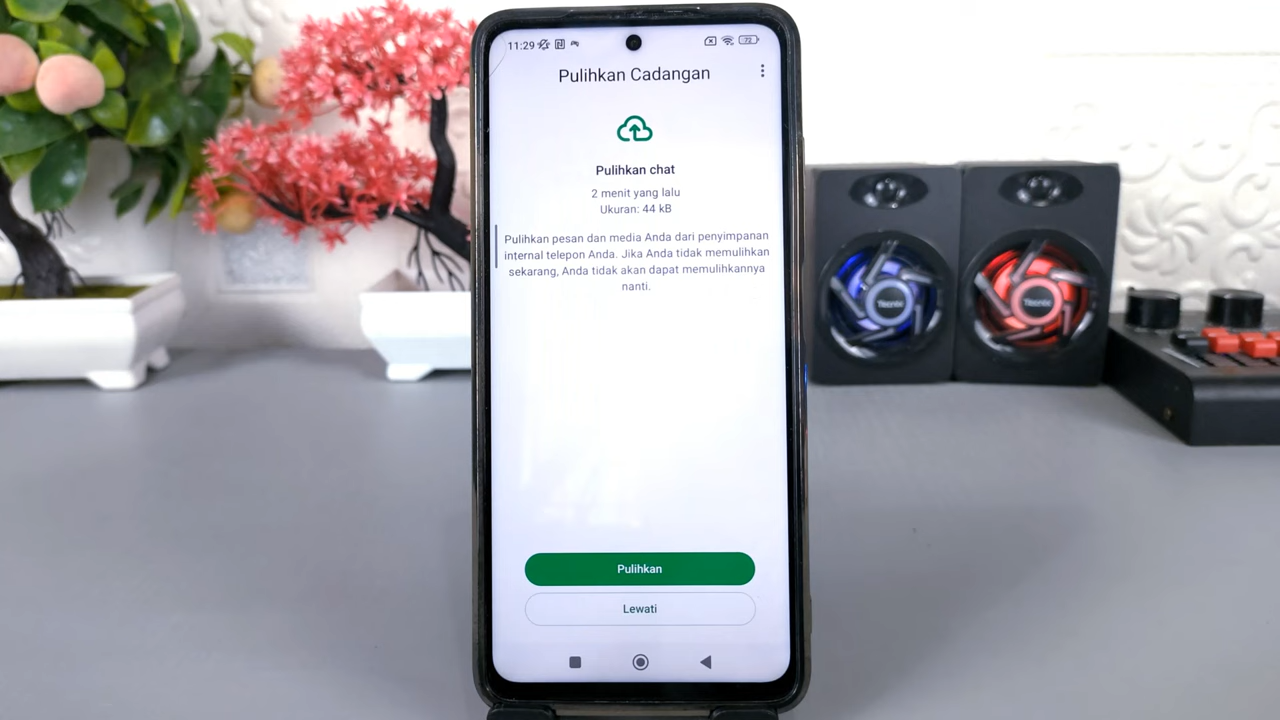 11:29
72
Pulihkan Cadangan
Pulihkan chat
2 menit yang lalu
Ukuran: 44 kB
Pulihkan pesan dan media Anda dari penyimpanan
internal telepon Anda. Jika Anda tidak memulihkan
sekarang, Anda tidak akan dapat memulihkannya
nanti.
Pulihkan
Lewati